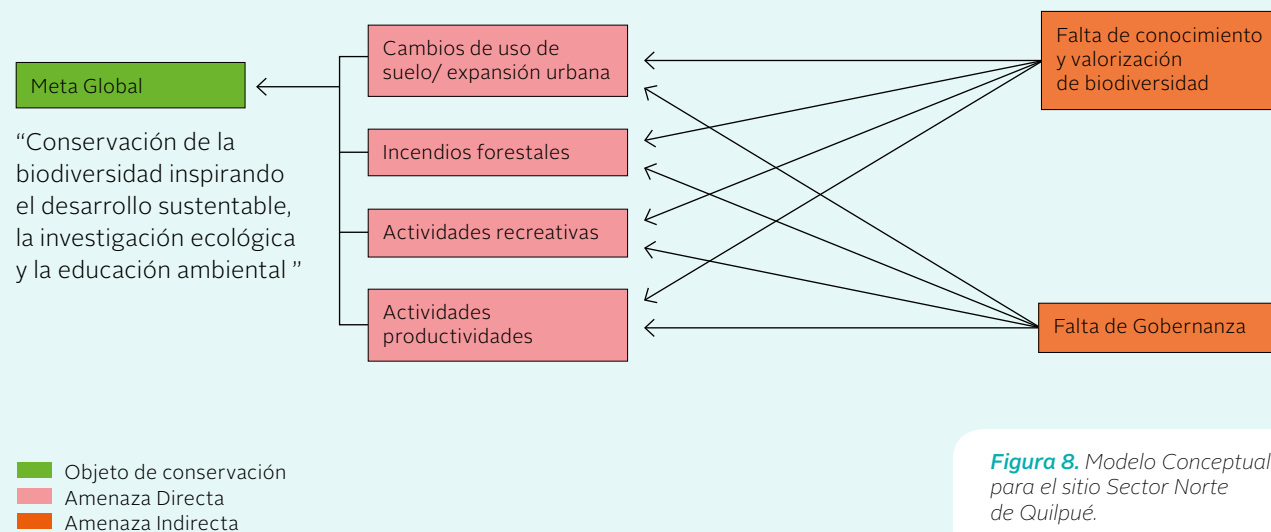 Meta Global
“Conservación de la
biodiversidad inspirando
el desarrollo sustentable,
la investigación ecológica
y la educación ambiental ”
Cambios de uso de
suelo/ expansión urbana
Incendios forestales
Actividades recreativas
Actividades
productividades
Falta de conocimiento
y valorización
de biodiversidad
Falta de Gobernanza
Objeto de conservación
Amenaza Directa
Amenaza Indirecta
Figura 8. Modelo Conceptual
para el sitio Sector Norte
de Quilpué.